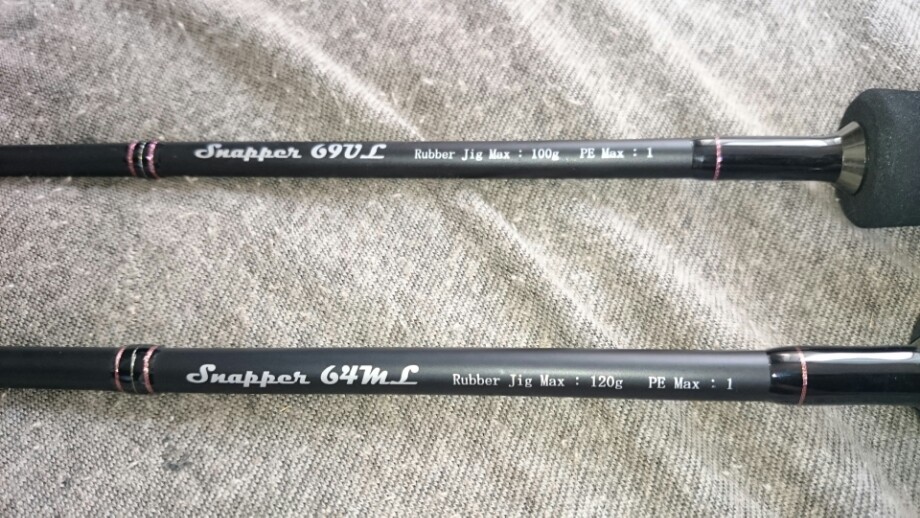 Snapper 69UL Rubber Jig Max : 100g PE Max : 1
Snapper 64ML Rubber Jig Max : 120g PE Max : 1